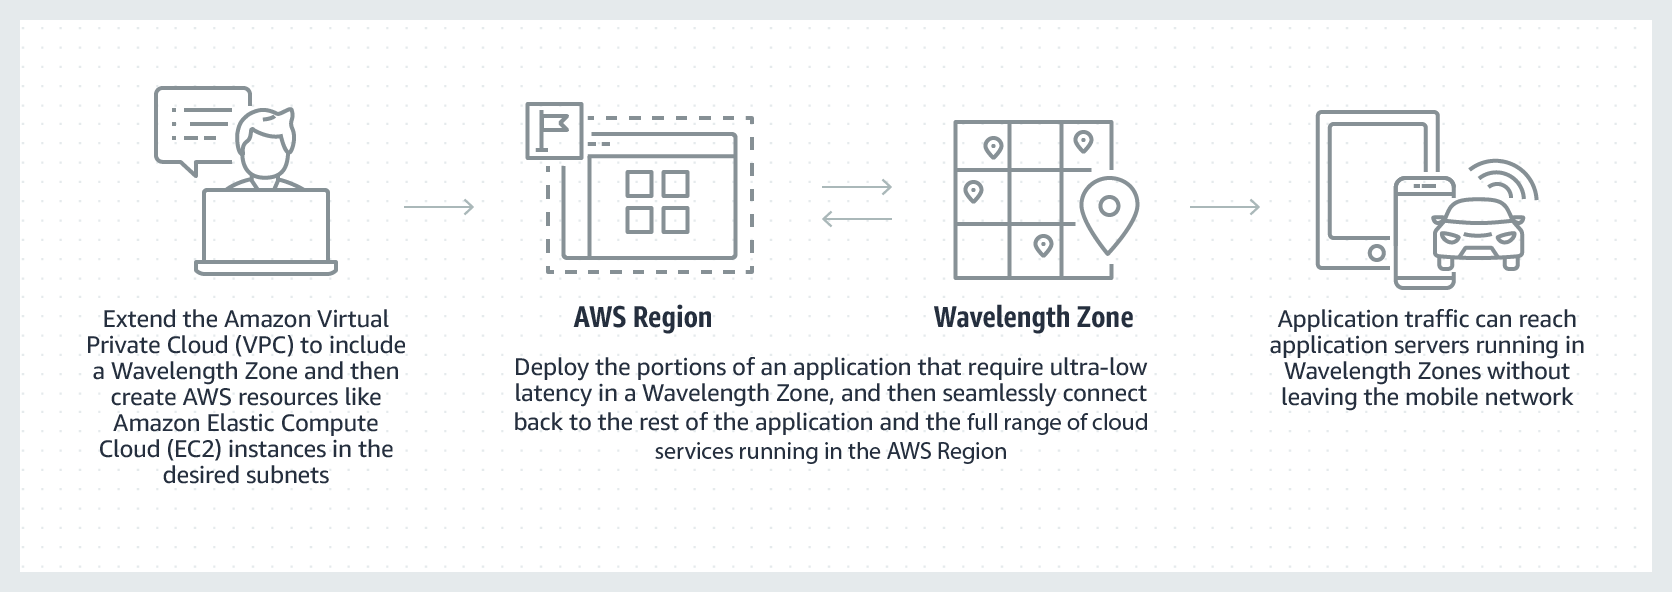 Extend the Amazon Virtual
Private Cloud (VPC) to include
a Wavelength Zone and then
create AWS resources like
Amazon Elastic Compute
Cloud (EC2) instances in the
desired subnets
AWS Region
Wavelength Zone
Deploy the portions of an application that require ultra-low
latency in a Wavelength Zone, and then seamlessly connect
back to the rest of the application and the full range of cloud
services running in the AWS Region
Application traffic can reach
application servers running in
Wavelength Zones without
leaving the mobile network